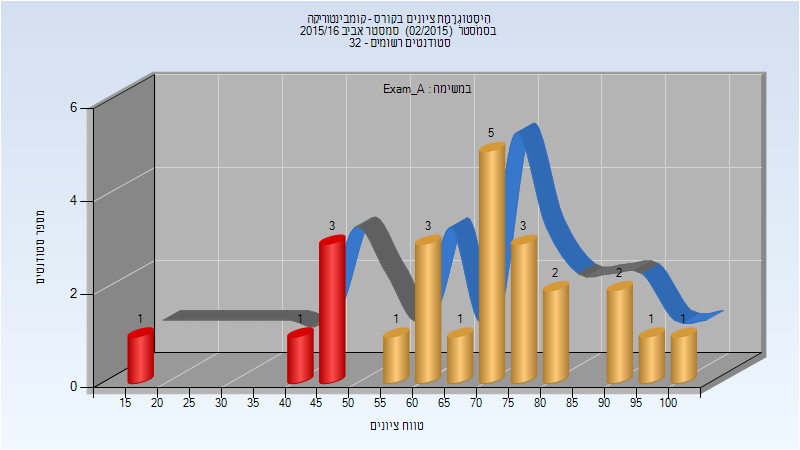 הִיסְטוֹגְרָמַת ציונים בקורס - קומבינטוריקה
בסמסטר (02/2015) סמסטר אביב 2015/16
סטודנטים רשומים - 32
במשימה : Exam_A
מספר סטודנטים
6
4
2
0
1
1
3
1
3
1
5
3
2
2
1
1
15 20 25 30 35 40 45 50 55 60 65 70 75 80 85 90 95 100
טווח ציונים